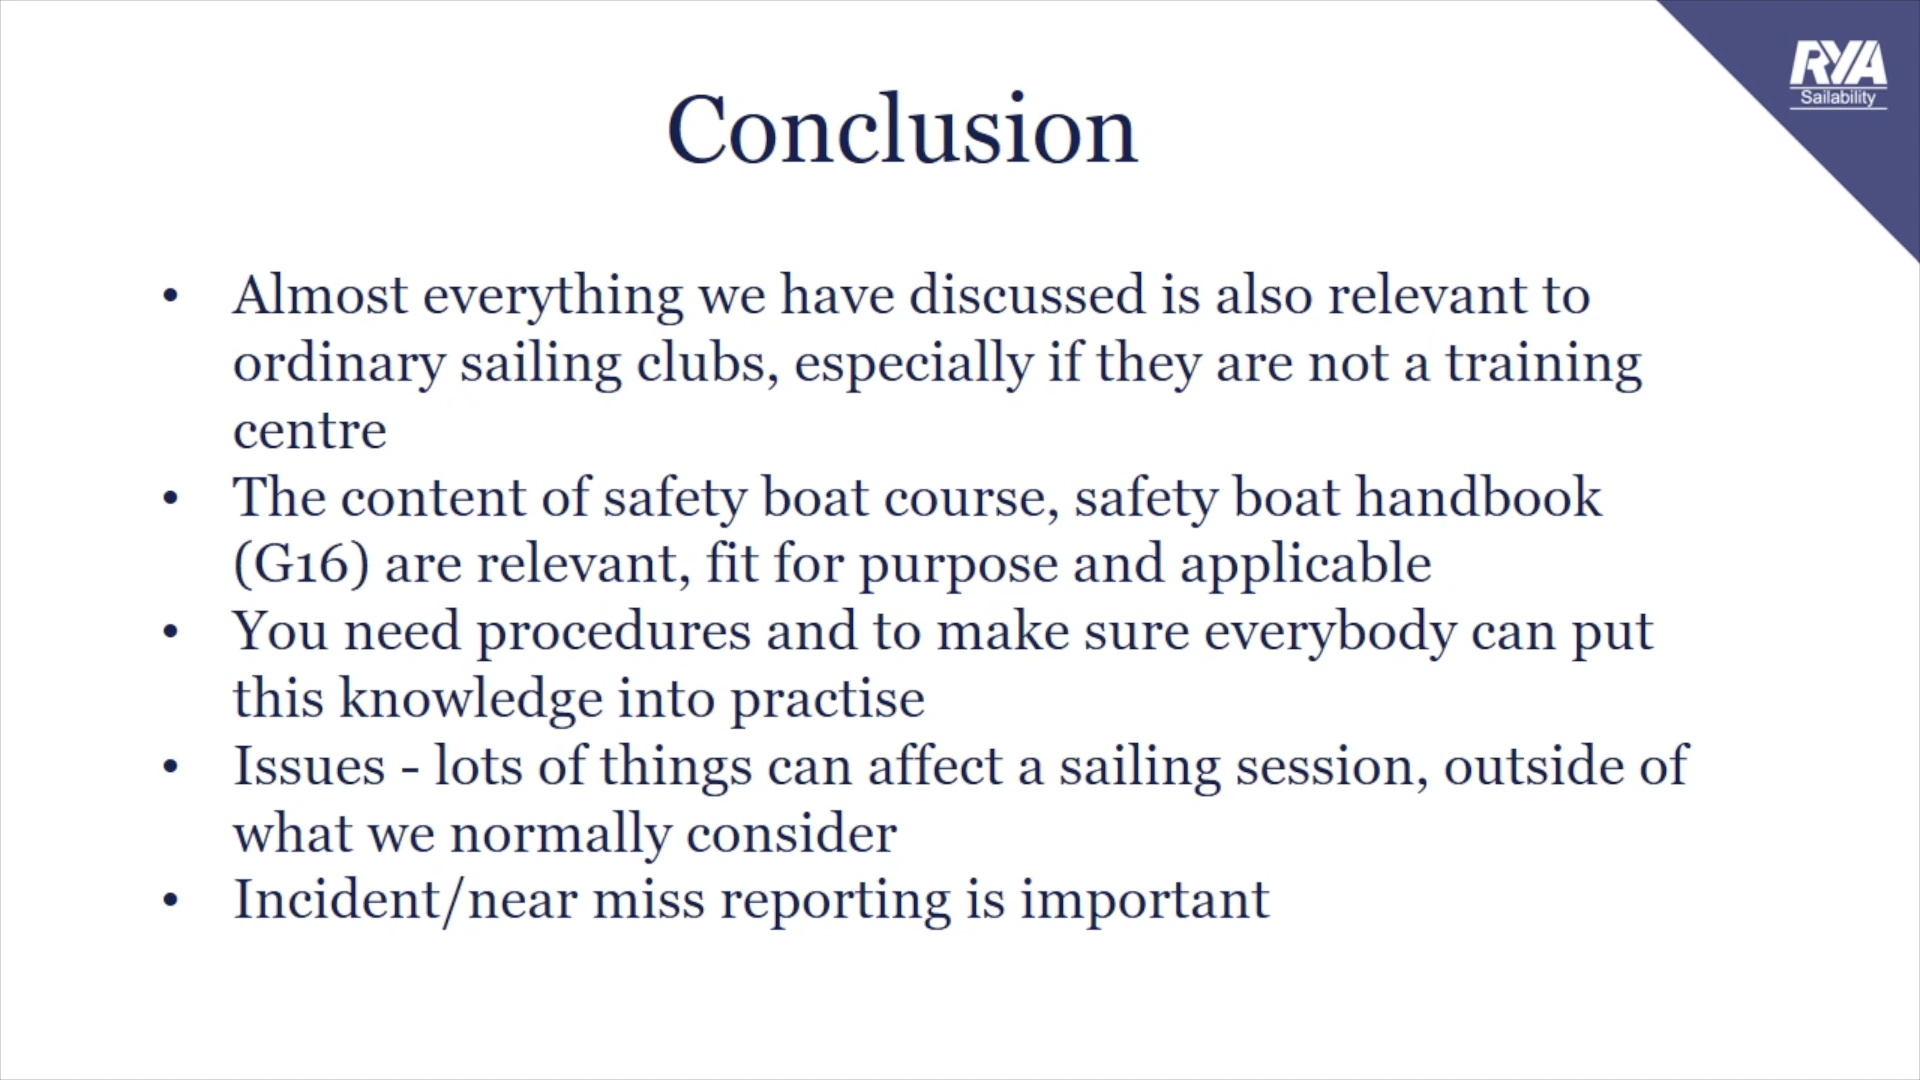 RYA
Sailability
Conclusion
• Almost everything we have discussed is also relevant to
ordinary sailing clubs, especially if they are not a training
centre
• The content of safety boat course, safety boat handbook
(G16) are relevant, fit for purpose and applicable
• You need procedures and to make sure everybody can put
this knowledge into practise
• Issues - lots of things can affect a sailing session, outside of
what we normally consider
• Incident/near miss reporting is important